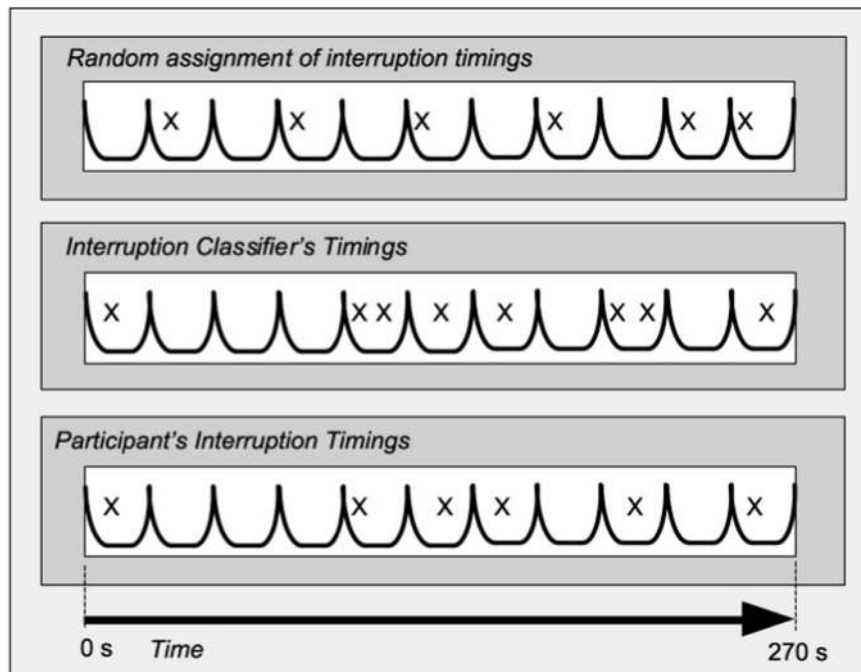 Random assignment of interruption timings
X X X X X X
Interruption Classifier's Timings
X X X X X X X X
Participant's Interruption Timings
X X X X X X
0 s Time 270 s